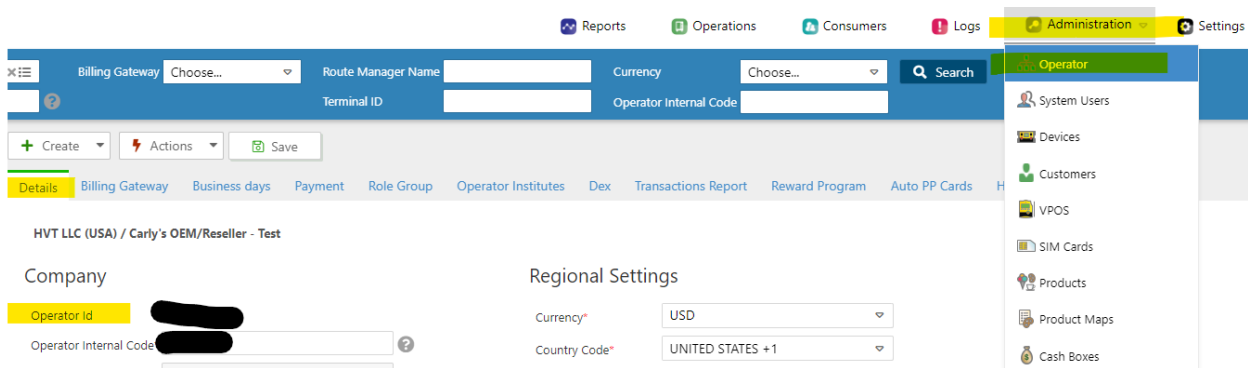 Reports Operations Consumers Logs Administration Settings
Billing Gateway Choose... Route Manager Name Currency Choose... Search
Terminal ID Operator Internal Code
Create Actions Save
Details Billing Gateway Business days Payment Role Group Operator Institutes Dex Transactions Report Reward Program Auto PP Cards H
HVT LLC (USA) / Carly's OEM/Reseller - Test
Company
Operator Id
Operator Internal Code
Regional Settings
Currency* USD
Country Code* UNITED STATES +1
Operator
System Users
Devices
Customers
VPOS
SIM Cards
Products
Product Maps
Cash Boxes